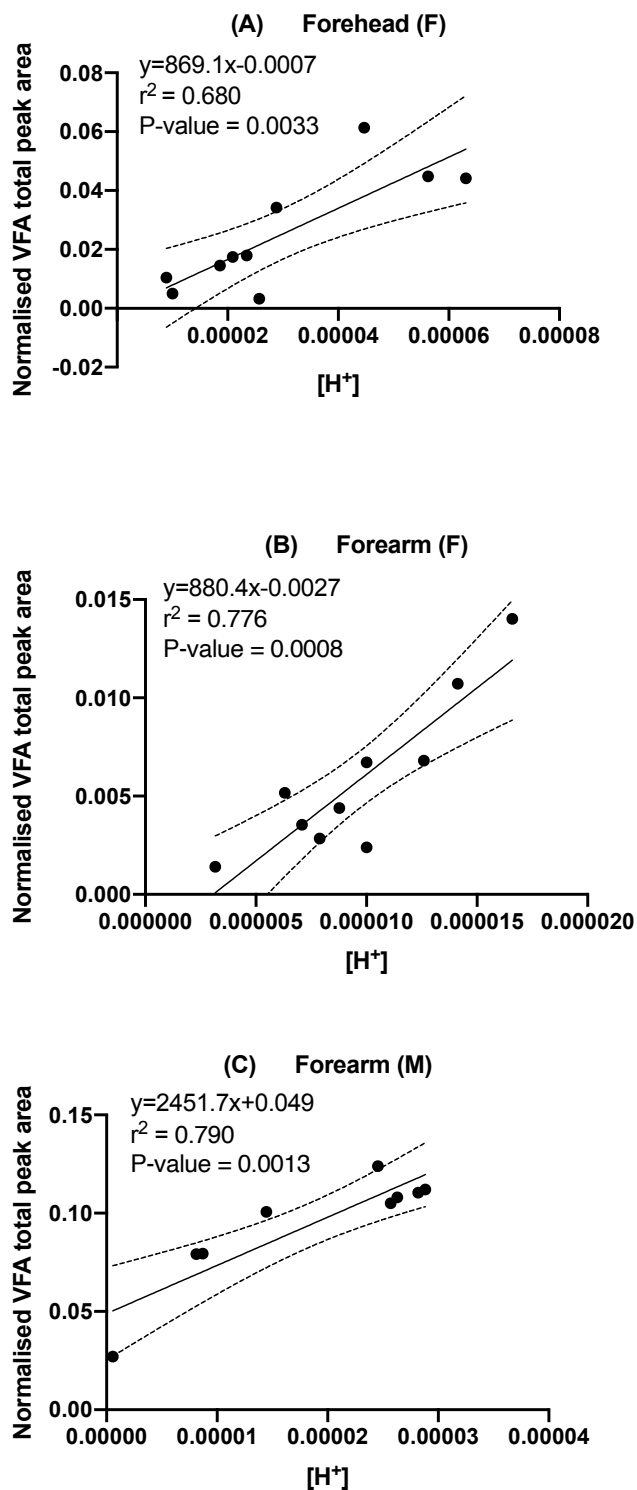 (A) Forehead (F)
y=869.1x-0.0007
r² = 0.680
P-value = 0.0033
Normalised VFA total peak area
0.08
0.06
0.04
0.02
0.00
-0.02
0.00002 0.00004 0.00006 0.00008
[H⁺]
(B) Forearm (F)
y=880.4x-0.0027
r² = 0.776
P-value = 0.0008
Normalised VFA total peak area
0.015
0.010
0.005
0.000
0.000000 0.000005 0.000010 0.000015 0.000020
[H⁺]
(C) Forearm (M)
y=2451.7x+0.049
r² = 0.790
P-value = 0.0013
Normalised VFA total peak area
0.15
0.10
0.05
0.00
0.00000 0.00001 0.00002 0.00003 0.00004
[H⁺]